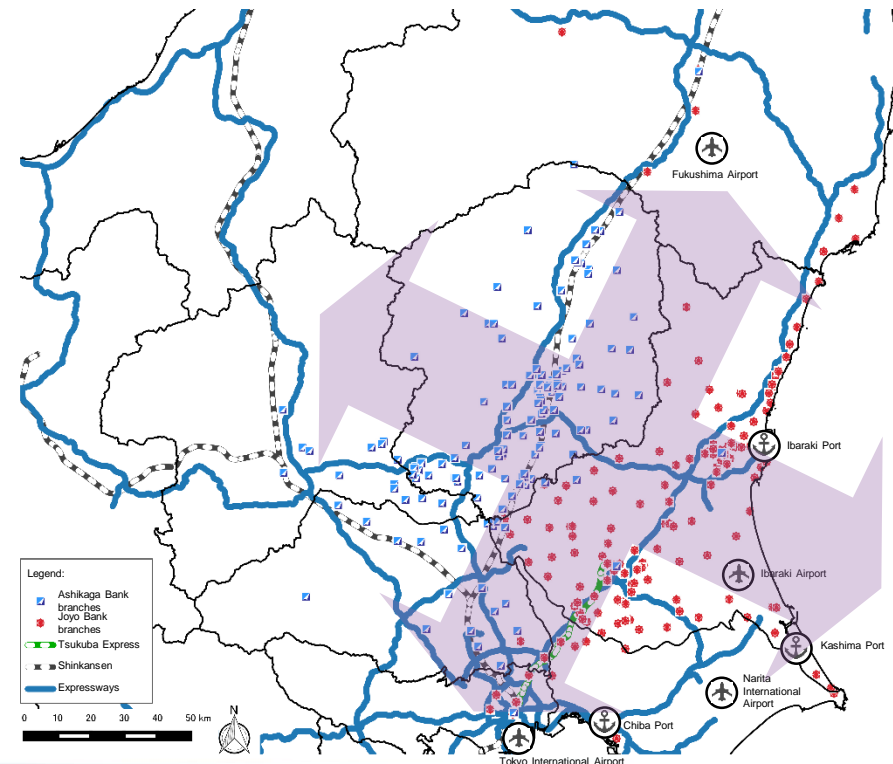 Fukushima Airport
Ibaraki Port
Ibaraki Airport
Kashima Port
Narita
International
Airport
Chiba Port
Tokyo International Airport
Legend:
Ashikaga Bank
branches
Joyo Bank
branches
Tsukuba Express
Shinkansen
Expressways
0 10 20 30 40 50 km
N